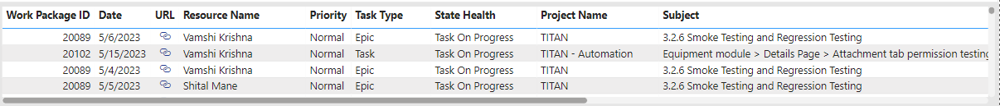 Work Package ID Date URL Resource Name Priority Task Type State Health Project Name Subject
20089 5/6/2023 Vamshi Krishna Normal Epic Task On Progress TITAN 3.2.6 Smoke Testing and Regression Testing
20102 5/15/2023 Vamshi Krishna Normal Task Task On Progress TITAN - Automation Equipment module > Details Page > Attachment tab permission testing
20089 5/4/2023 Vamshi Krishna Normal Epic Task On Progress TITAN 3.2.6 Smoke Testing and Regression Testing
20089 5/5/2023 Shital Mane Normal Epic Task On Progress TITAN 3.2.6 Smoke Testing and Regression Testing